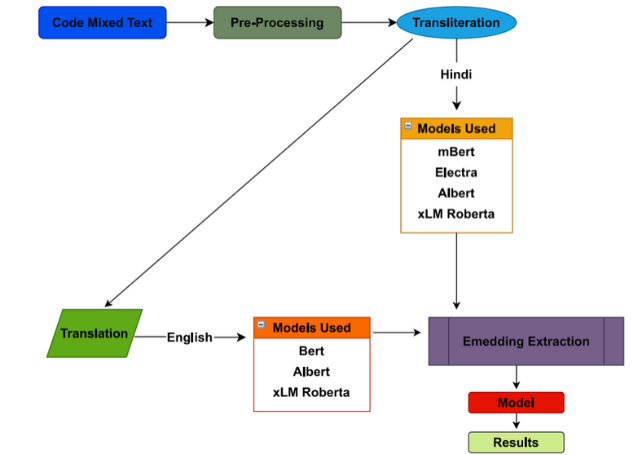 Code Mixed Text
Pre-Processing
Transliteration
Hindi
Models Used
mBert
Electra
Albert
xLM Roberta
Translation
English
Models Used
Bert
Albert
xLM Roberta
Emedding Extraction
Model
Results